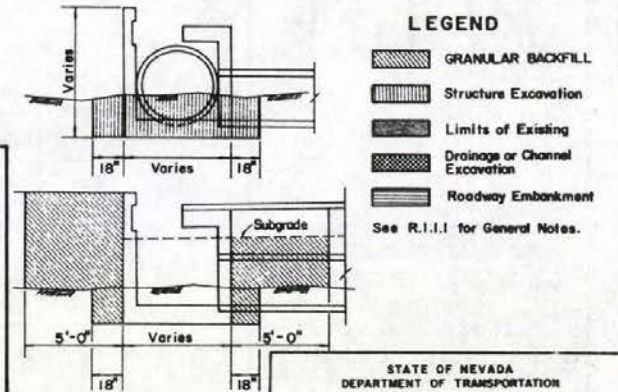 LEGEND
GRANULAR BACKFILL
Structure Excavation
Limits of Existing
Drainage or Channel
Excavation
Roadway Embankment
See R.1.1.1 for General Notes.
Varies
18"
Varies
18"
Subgrade
5'-0"
Varies
5'-0"
18"
18"
STATE OF NEVADA
DEPARTMENT OF TRANSPORTATION